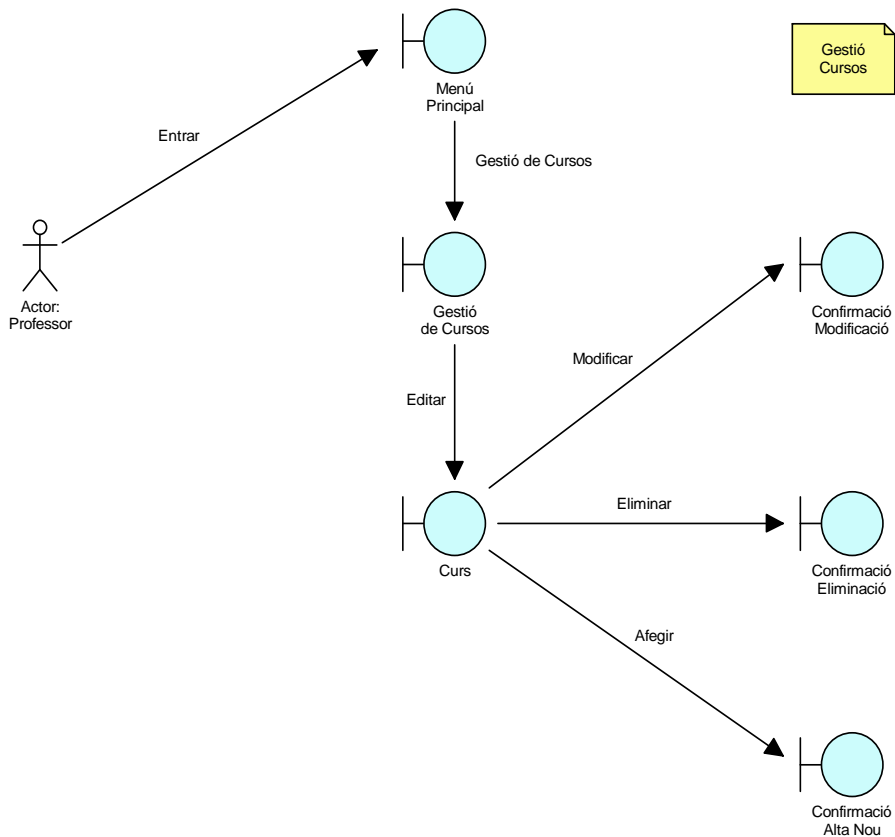 Gestió
Cursos
Menú
Principal
Entrar
Gestió de Cursos
Actor:
Professor
Gestió
de Cursos
Confirmació
Modificació
Modificar
Editar
Eliminar
Curs
Confirmació
Eliminació
Afegir
Confirmació
Alta Nou